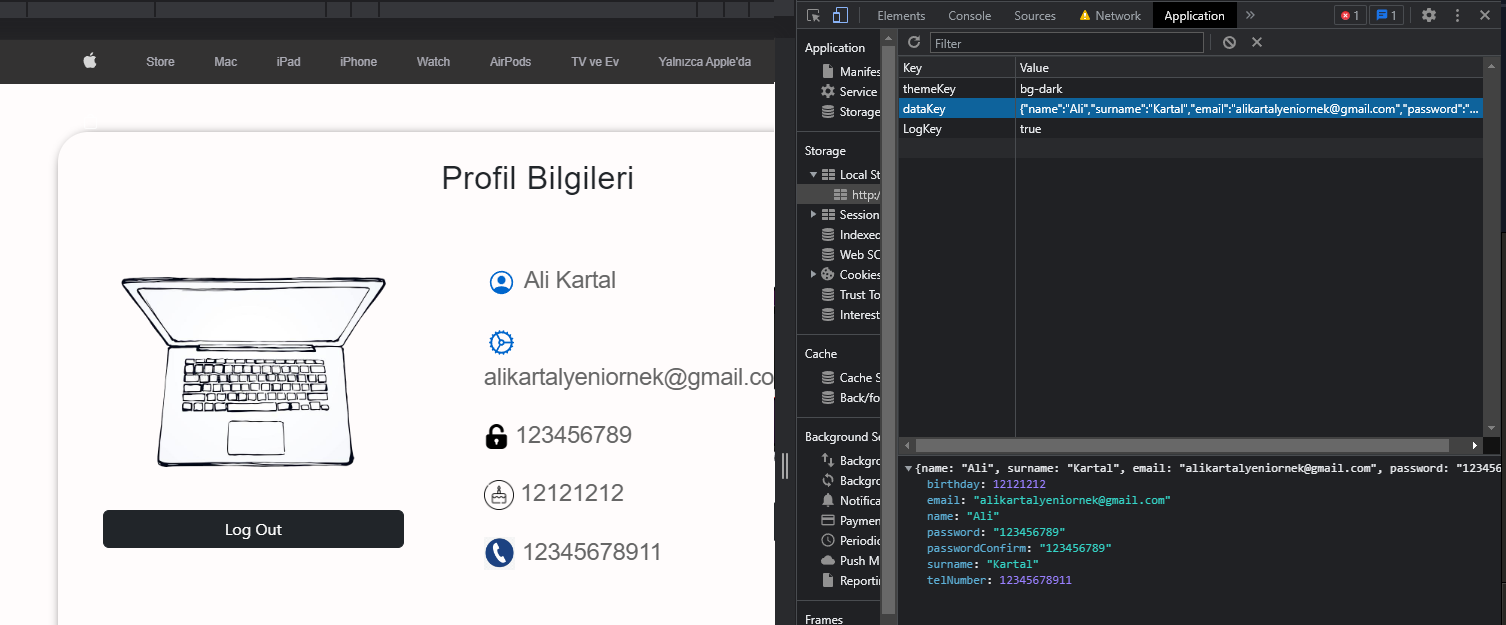 Store Mac iPad iPhone Watch AirPods TV ve Ev Yalnızca Apple'da
Profil Bilgileri
Ali Kartal
alikartalyeniornek@gmail.co
123456789
12121212
12345678911
Log Out
Elements Console Sources Network Application » 1 1
Filter
Application
Manifes
Service
Storage
Storage
Local St
http:/
Session
Indexed
Web SC
Cookies
Trust To
Interest
Cache
Cache S
Back/fo
Background Se
Backgro
Backgro
Notifica
Paymen
Periodic
Push M
Reportin
Frames
Key Value
themeKey bg-dark
dataKey {"name":"Ali","surname":"Kartal","email":"alikartalyeniornek@gmail.com","password":"...
LogKey true
{name: "Ali", surname: "Kartal", email: "alikartalyeniornek@gmail.com", password: "123456
birthday: 12121212
email: "alikartalyeniornek@gmail.com"
name: "Ali"
password: "123456789"
passwordConfirm: "123456789"
surname: "Kartal"
telNumber: 12345678911